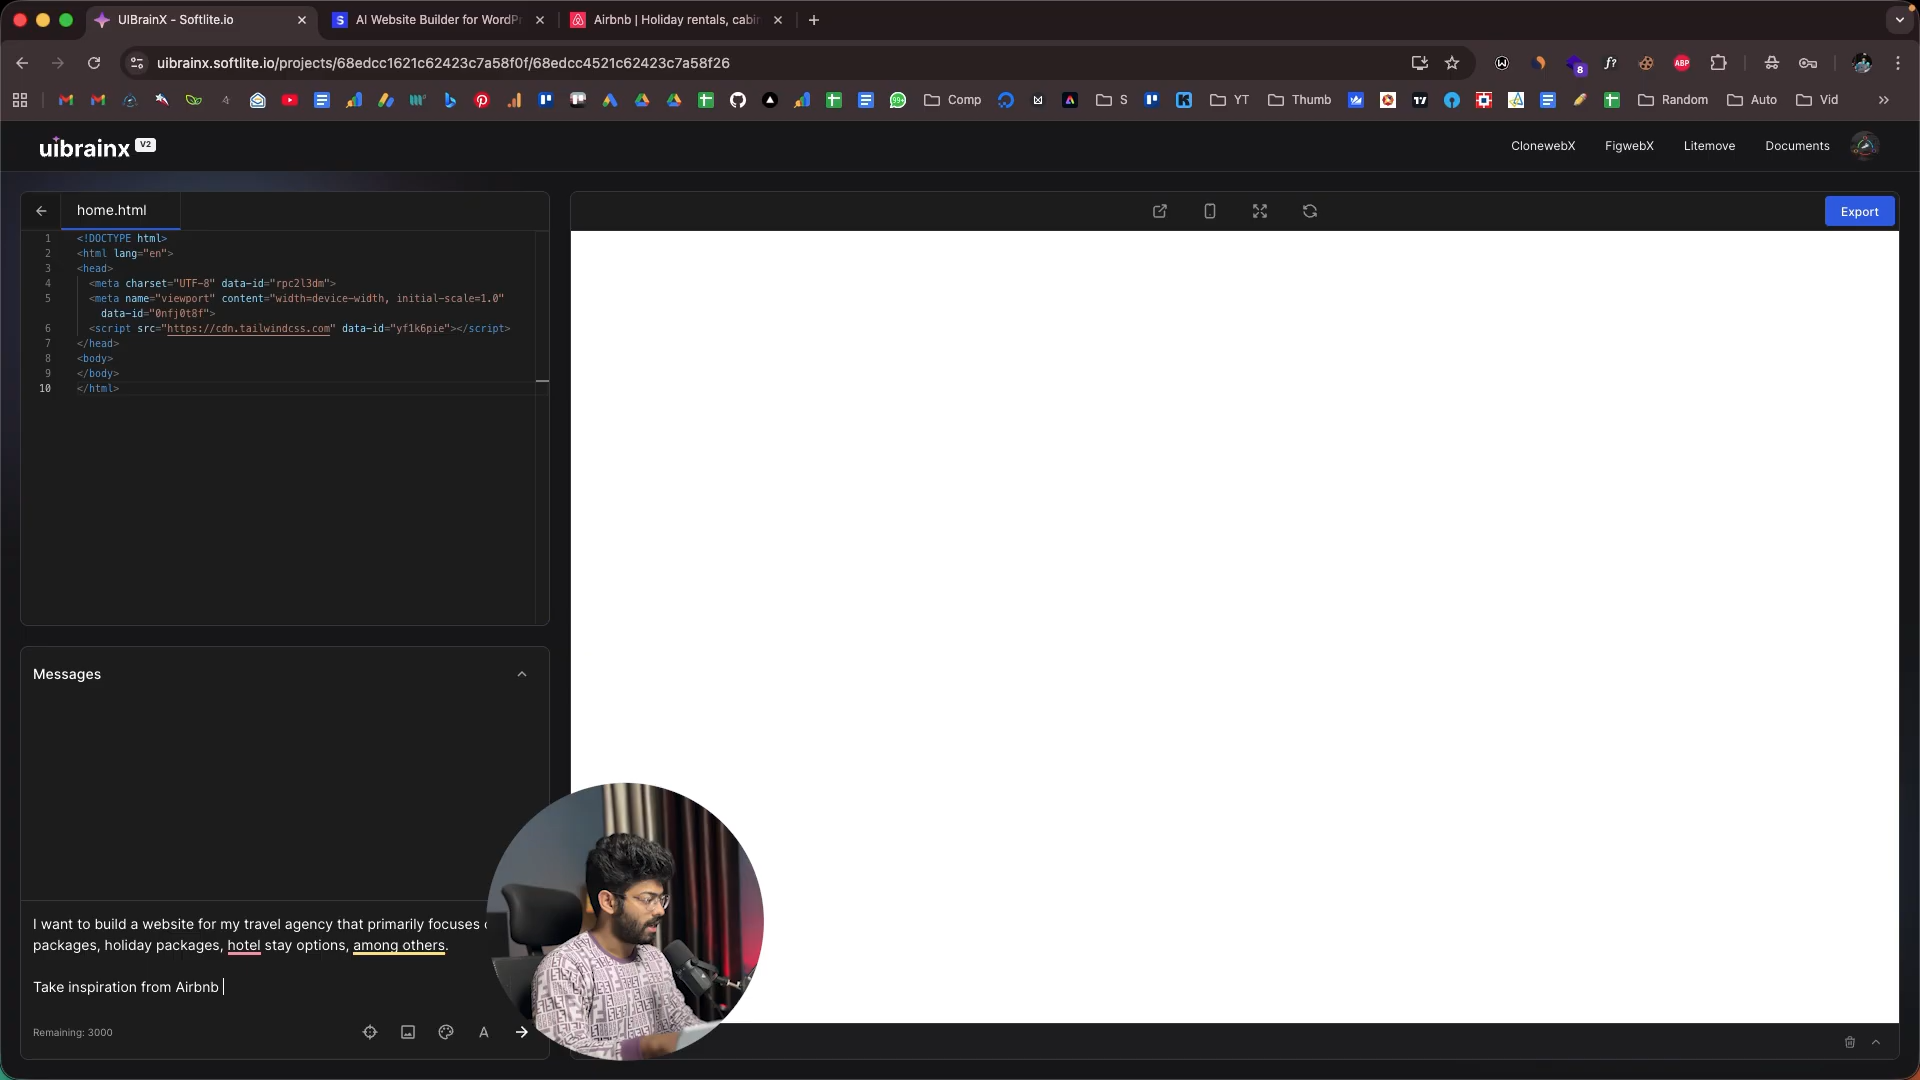 UIBrainX - Softlite.io
AI Website Builder for WordPr
Airbnb | Holiday rentals, cabi
uibrainx.softlite.io/projects/68edcc1621c62423c7a58f0f/68edcc4521c62423c7a58f26
8
f?
ABP
99+
Comp
S
YT
Thumb
Random
Auto
Vid
uibrainx V2
ClonewebX
FigwebX
Litemove
Documents
home.html
Export
1 <!DOCTYPE html>
2 <html lang="en">
3 <head>
4 <meta charset="UTF-8" data-id="rpc2l3dm">
5 <meta name="viewport" content="width=device-width, initial-scale=1.0"
data-id="0nfj0t8f">
6 <script src="https://cdn.tailwindcss.com" data-id="yf1k6pie"></script>
7 </head>
8 <body>
9 </body>
10 </html>
Messages
I want to build a website for my travel agency that primarily focuses
packages, holiday packages, hotel stay options, among others.
Take inspiration from Airbnb
Remaining: 3000